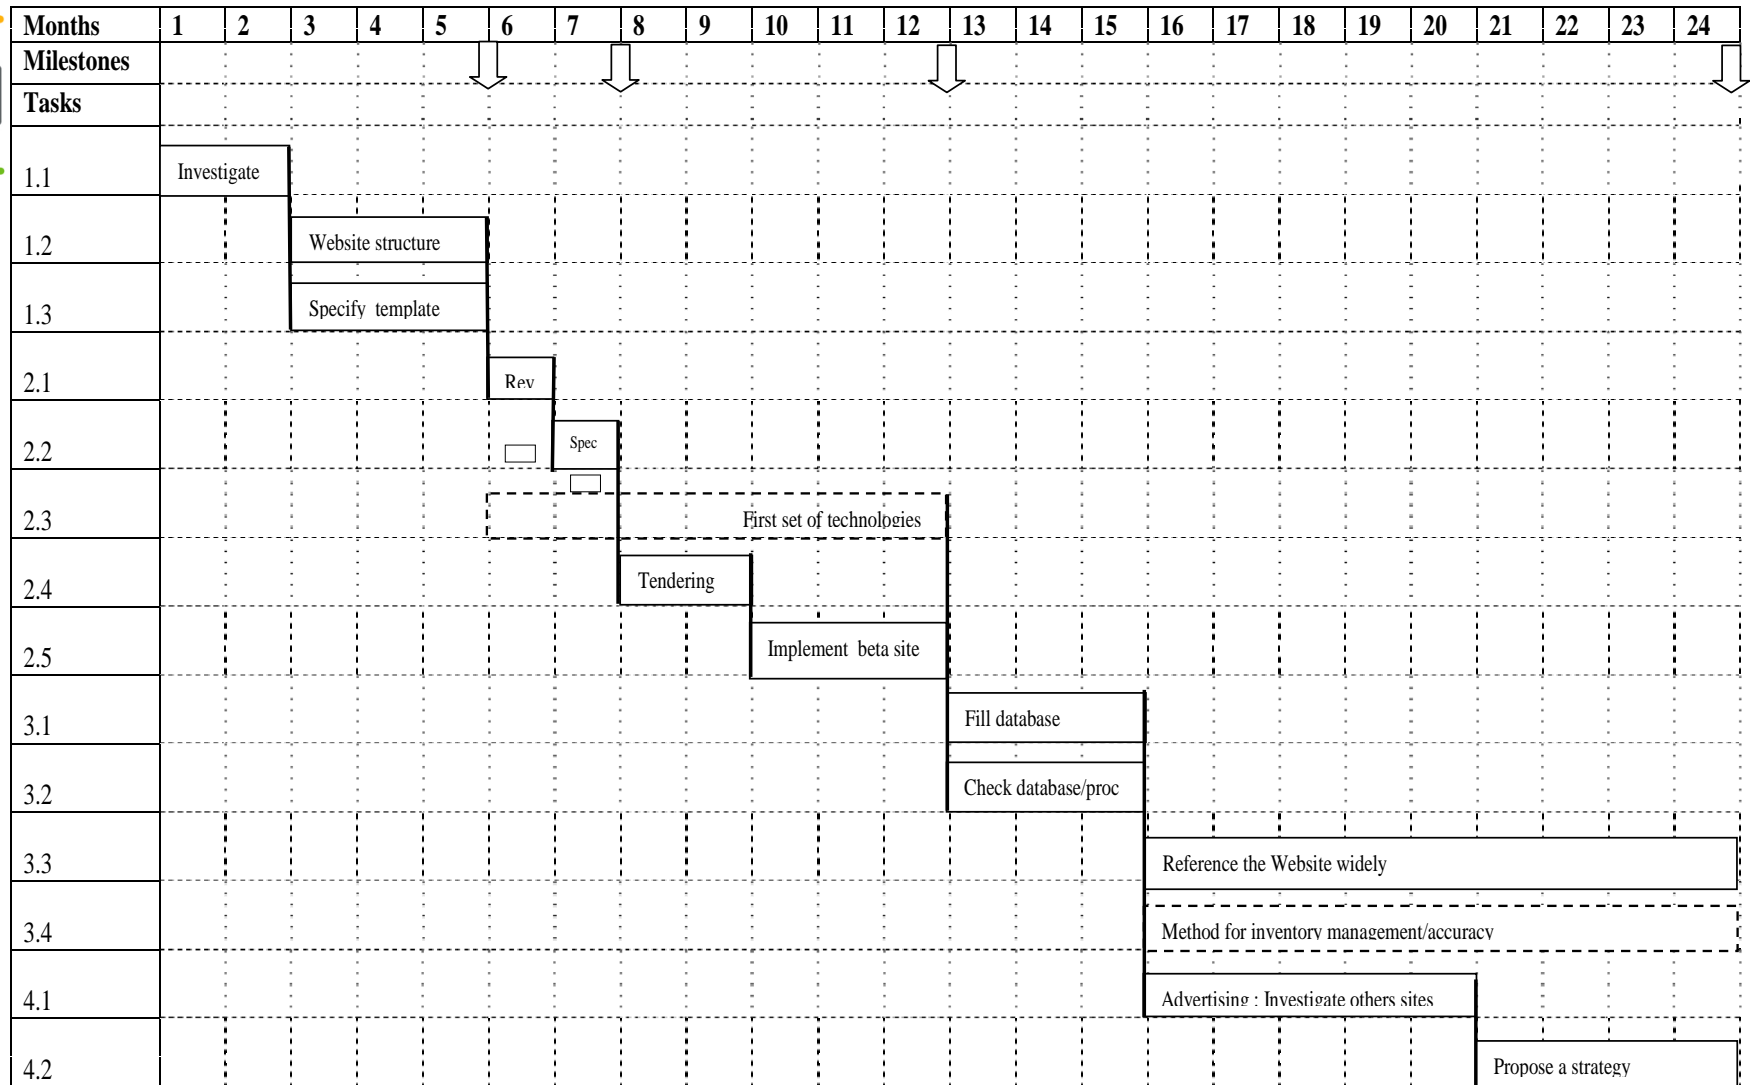 Months 1 2 3 4 5 6 7 8 9 10 11 12 13 14 15 16 17 18 19 20 21 22 23 24
Milestones
Tasks
1.1 Investigate
1.2 Website structure
1.3 Specify template
2.1 Rev
2.2 Spec
2.3 First set of technologies
2.4 Tendering
2.5 Implement beta site
3.1 Fill database
3.2 Check database/proc
3.3 Reference the Website widely
3.4 Method for inventory management/accuracy
4.1 Advertising : Investigate others sites
4.2 Propose a strategy